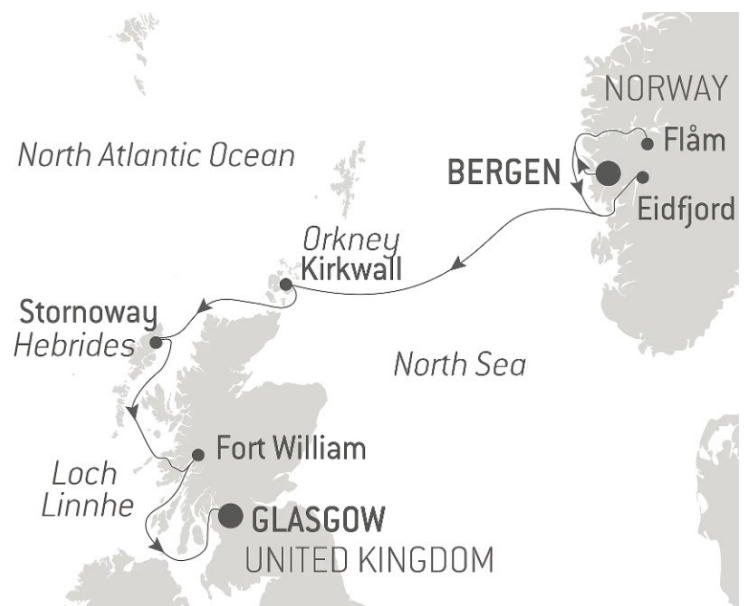 NORWAY
Flåm
North Atlantic Ocean
BERGEN
Eidfjord
Orkney
Kirkwall
Stornoway
Hebrides
North Sea
Fort William
Loch
Linnhe
GLASGOW
UNITED KINGDOM